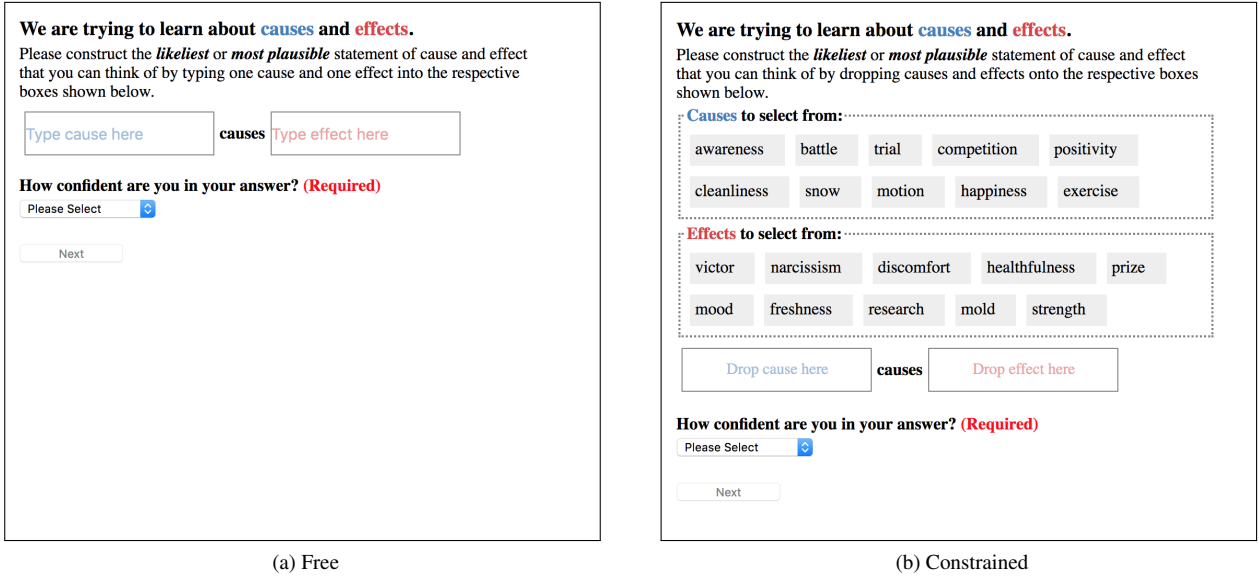 We are trying to learn about causes and effects.
Please construct the likeliest or most plausible statement of cause and effect
that you can think of by typing one cause and one effect into the respective
boxes shown below.
Type cause here causes Type effect here
How confident are you in your answer? (Required)
Please Select
Next
(a) Free
We are trying to learn about causes and effects.
Please construct the likeliest or most plausible statement of cause and effect
that you can think of by dropping causes and effects onto the respective boxes
shown below.
Causes to select from:
awareness battle trial competition positivity
cleanliness snow motion happiness exercise
Effects to select from:
victor narcissism discomfort healthfulness prize
mood freshness research mold strength
Drop cause here causes Drop effect here
How confident are you in your answer? (Required)
Please Select
Next
(b) Constrained